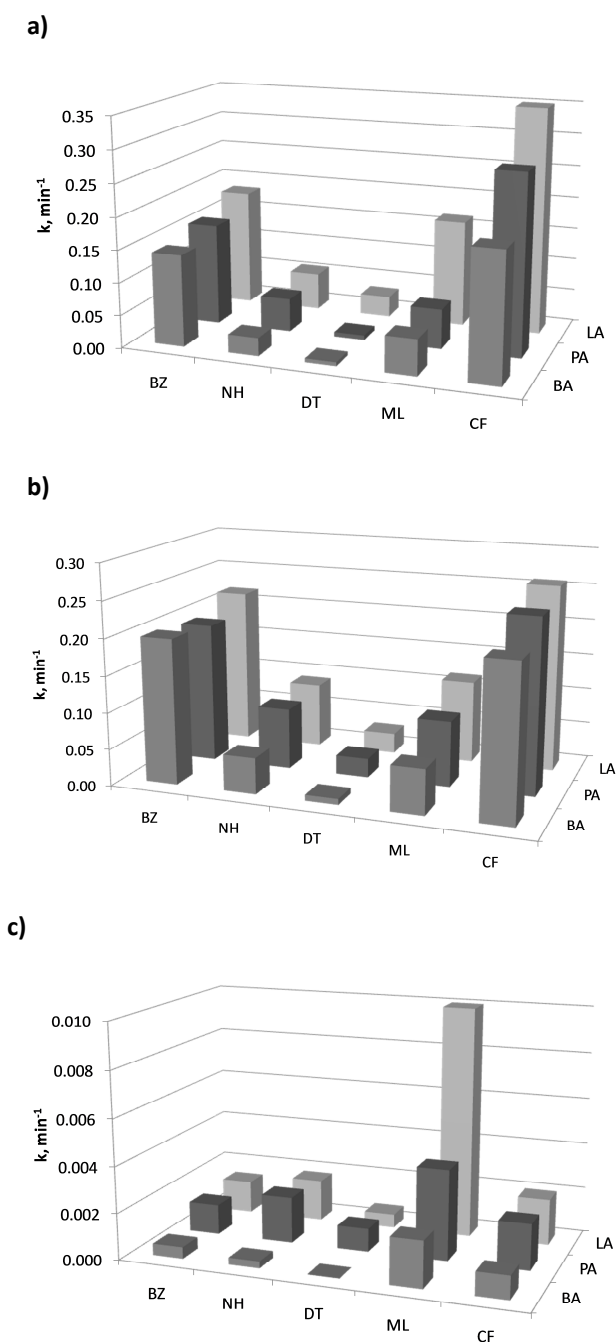 a)
k, min-1
0.35
0.30
0.25
0.20
0.15
0.10
0.05
0.00
BZ
NH
DT
ML
CF
LA
PA
BA
b)
k, min-1
0.30
0.25
0.20
0.15
0.10
0.05
0.00
BZ
NH
DT
ML
CF
LA
PA
BA
c)
k, min-1
0.010
0.008
0.006
0.004
0.002
0.000
BZ
NH
DT
ML
CF
LA
PA
BA